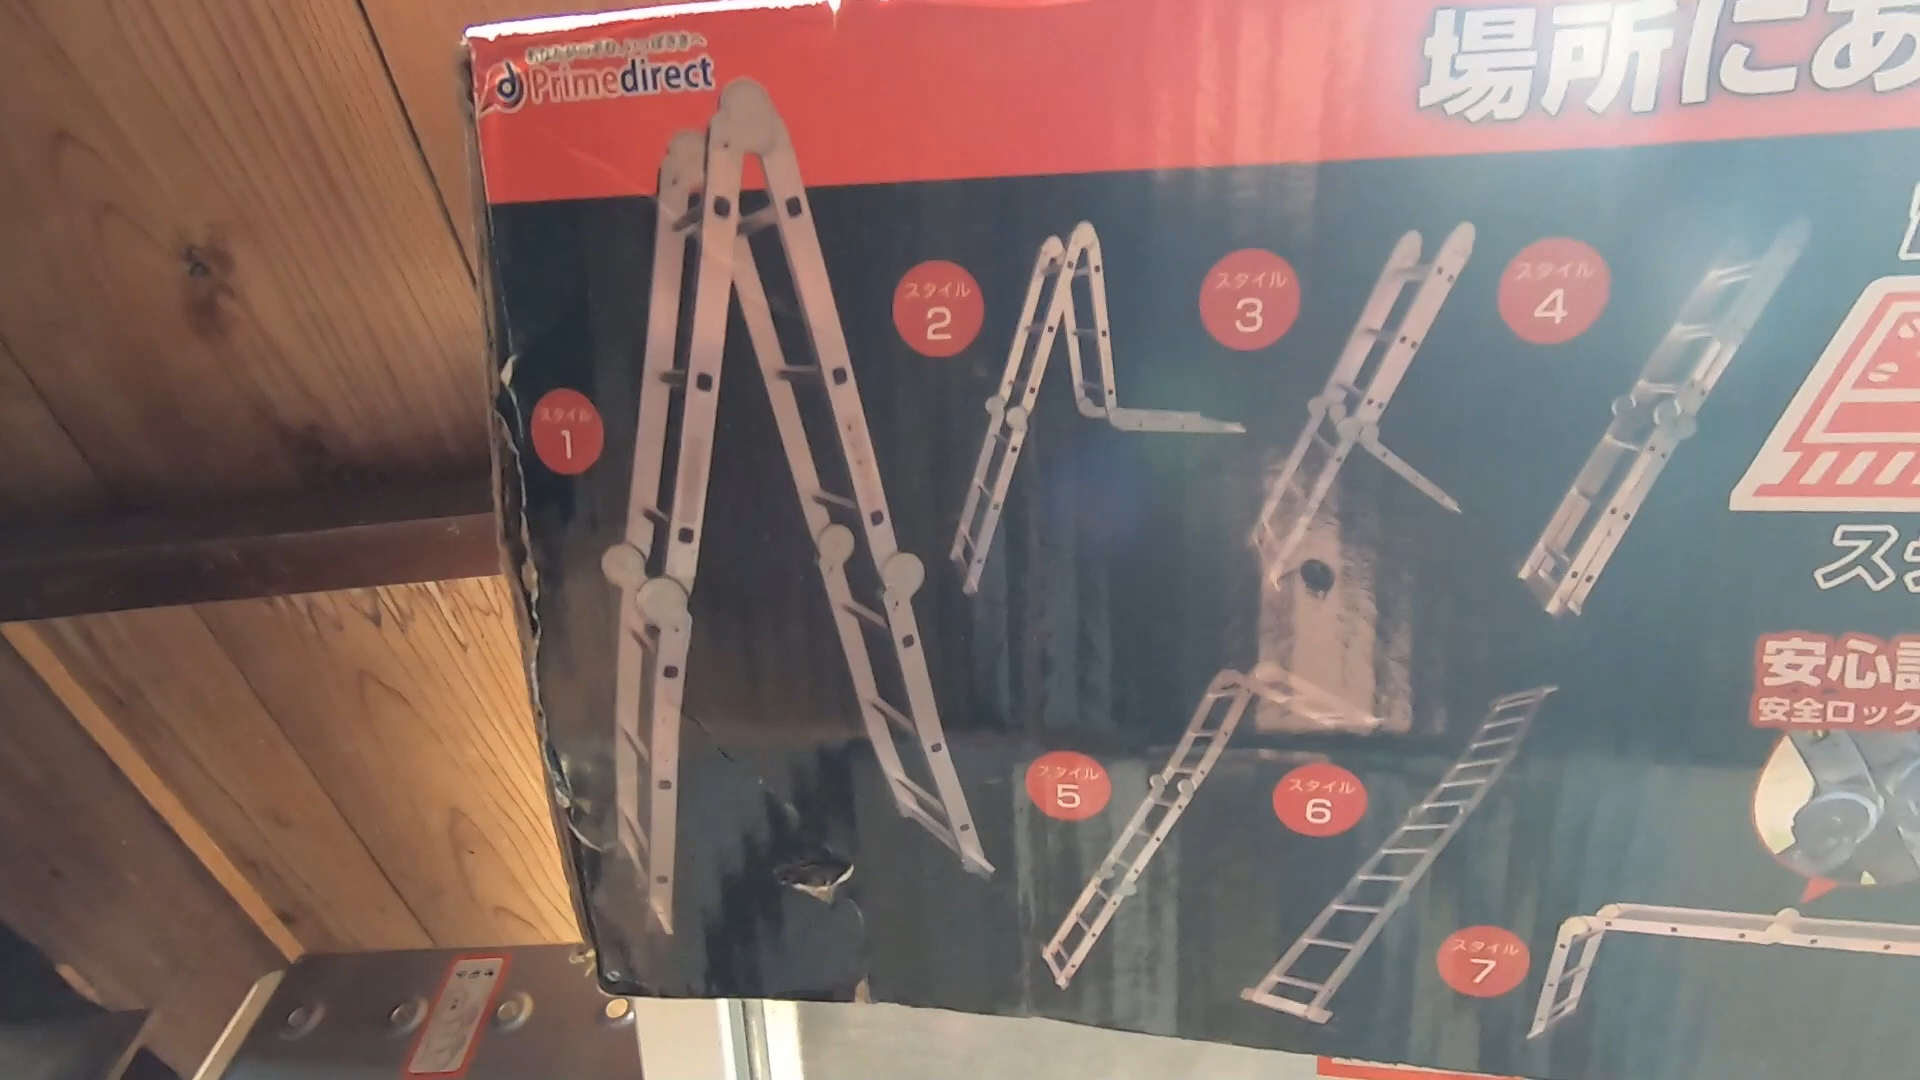 Primedirect
場所にあ
スタイル
1
スタイル
2
スタイル
3
スタイル
4
スタイル
5
スタイル
6
スタイル
7
安心
安全ロック